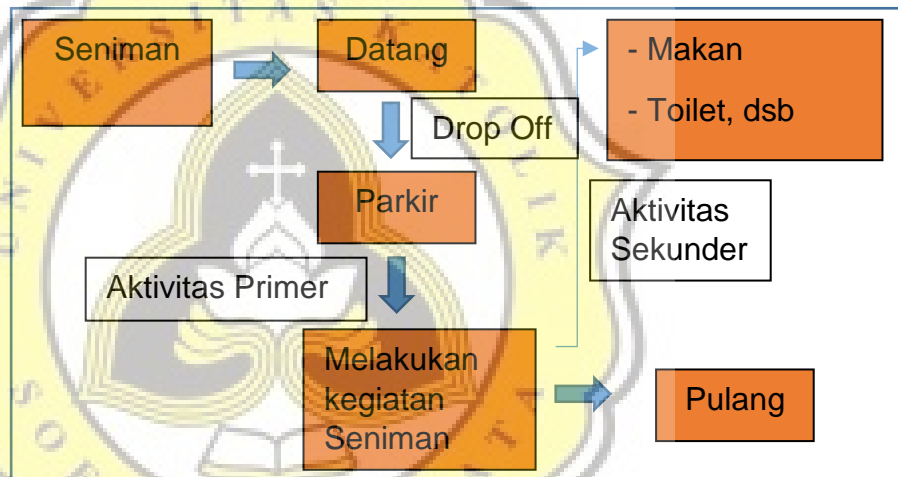 Seniman
Datang
- Makan
- Toilet, dsb
Drop Off
Parkir
Aktivitas
Sekunder
Aktivitas Primer
Melakukan
kegiatan
Seniman
Pulang